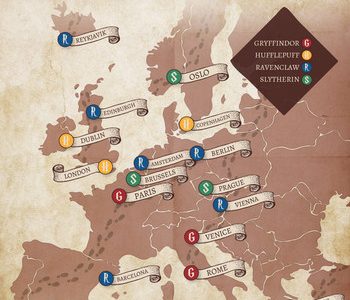 REYKJAVIK
R
GRYFFINDOR G
HUFFLEPUFF H
RAVENCLAW R
SLYTHERIN S
S OSLO
R EDINBURGH
H COPENHAGEN
H DUBLIN
R AMSTERDAM
R BERLIN
LONDON H
S BRUSSELS
S PRAGUE
G PARIS
R VIENNA
G VENICE
R BARCELONA
G ROME